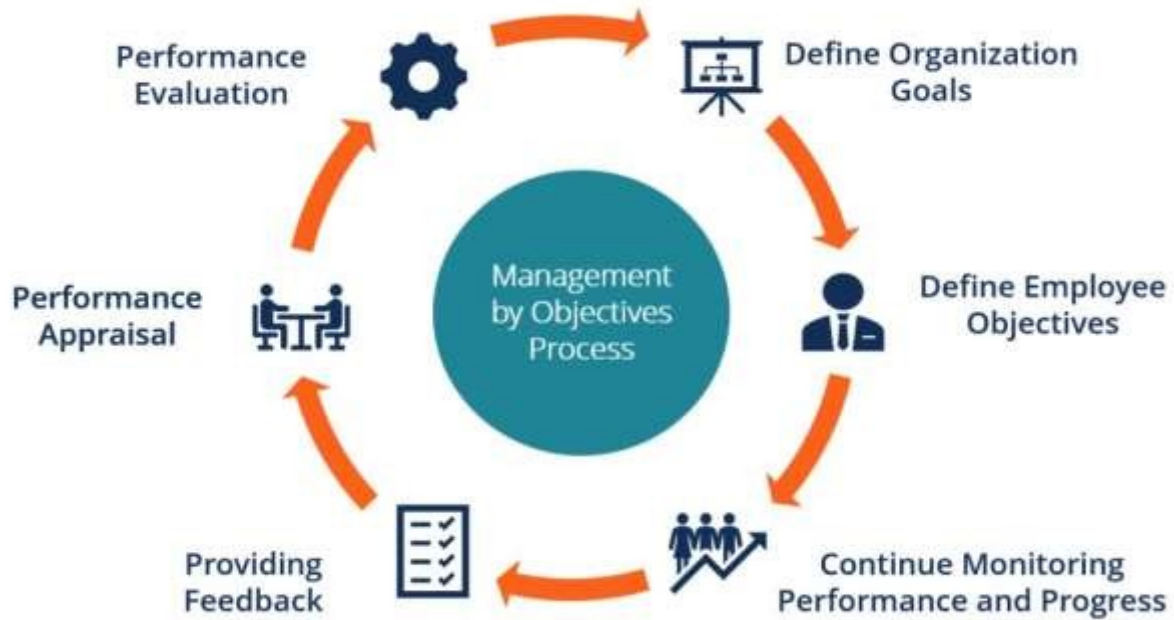 Performance
Evaluation
Define Organization
Goals
Management
by Objectives
Process
Performance
Appraisal
Define Employee
Objectives
Providing
Feedback
Continue Monitoring
Performance and Progress